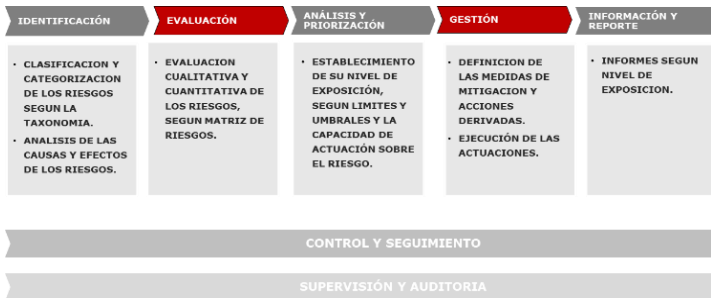 IDENTIFICACIÓN
EVALUACIÓN
ANÁLISIS Y
PRIORIZACIÓN
GESTIÓN
INFORMACIÓN Y
REPORTE
• CLASIFICACION Y
CATEGORIZACION
DE LOS RIESGOS
SEGUN LA
TAXONOMIA.
• ANALISIS DE LAS
CAUSAS Y EFECTOS
DE LOS RIESGOS.
• EVALUACION
CUALITATIVA Y
CUANTITATIVA DE
LOS RIESGOS,
SEGUN MATRIZ DE
RIESGOS.
• ESTABLECIMIENTO
DE SU NIVEL DE
EXPOSICIÓN,
SEGUN LIMITES Y
UMBRALES Y LA
CAPACIDAD DE
ACTUACIÓN SOBRE
EL RIESGO.
• DEFINICION DE
LAS MEDIDAS DE
MITIGACION Y
ACCIONES
DERIVADAS.
• EJECUCIÓN DE LAS
ACTUACIONES.
• INFORMES SEGUN
NIVEL DE
EXPOSICION.
CONTROL Y SEGUIMIENTO
SUPERVISIÓN Y AUDITORIA